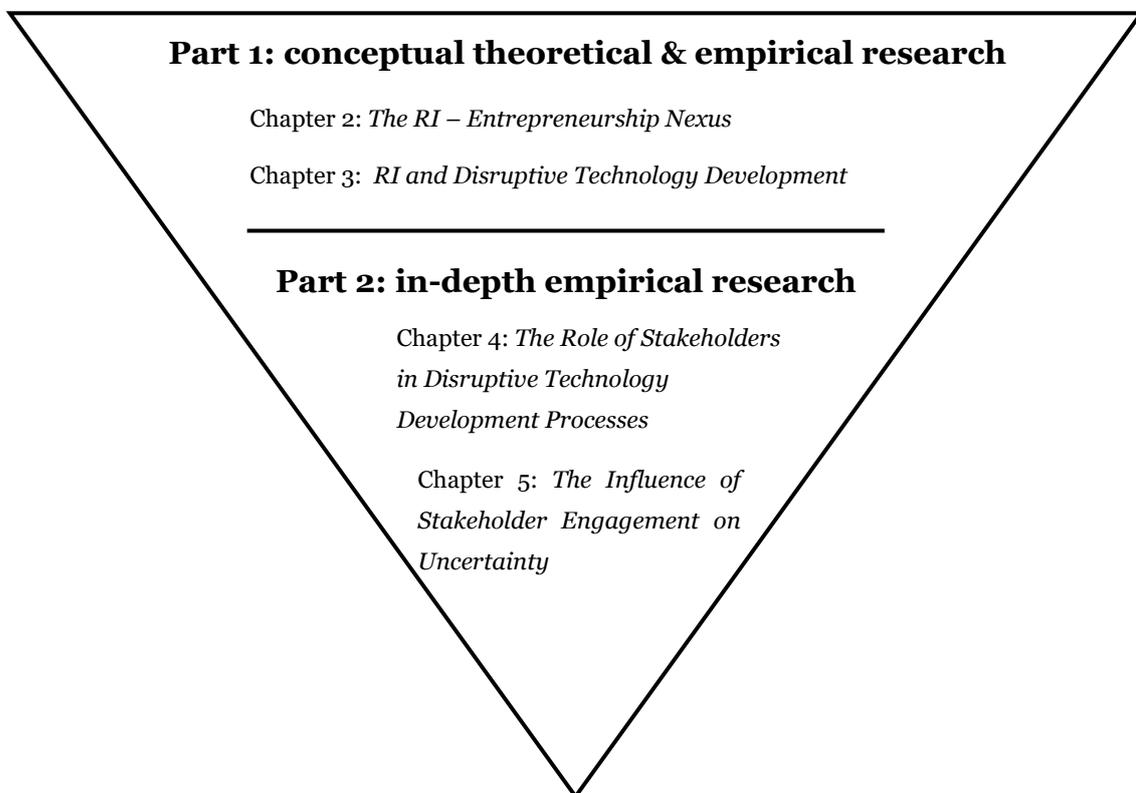 Part 1: conceptual theoretical & empirical research
Chapter 2: The RI – Entrepreneurship Nexus
Chapter 3: RI and Disruptive Technology Development
Part 2: in-depth empirical research
Chapter 4: The Role of Stakeholders
in Disruptive Technology
Development Processes
Chapter 5: The Influence of
Stakeholder Engagement on
Uncertainty